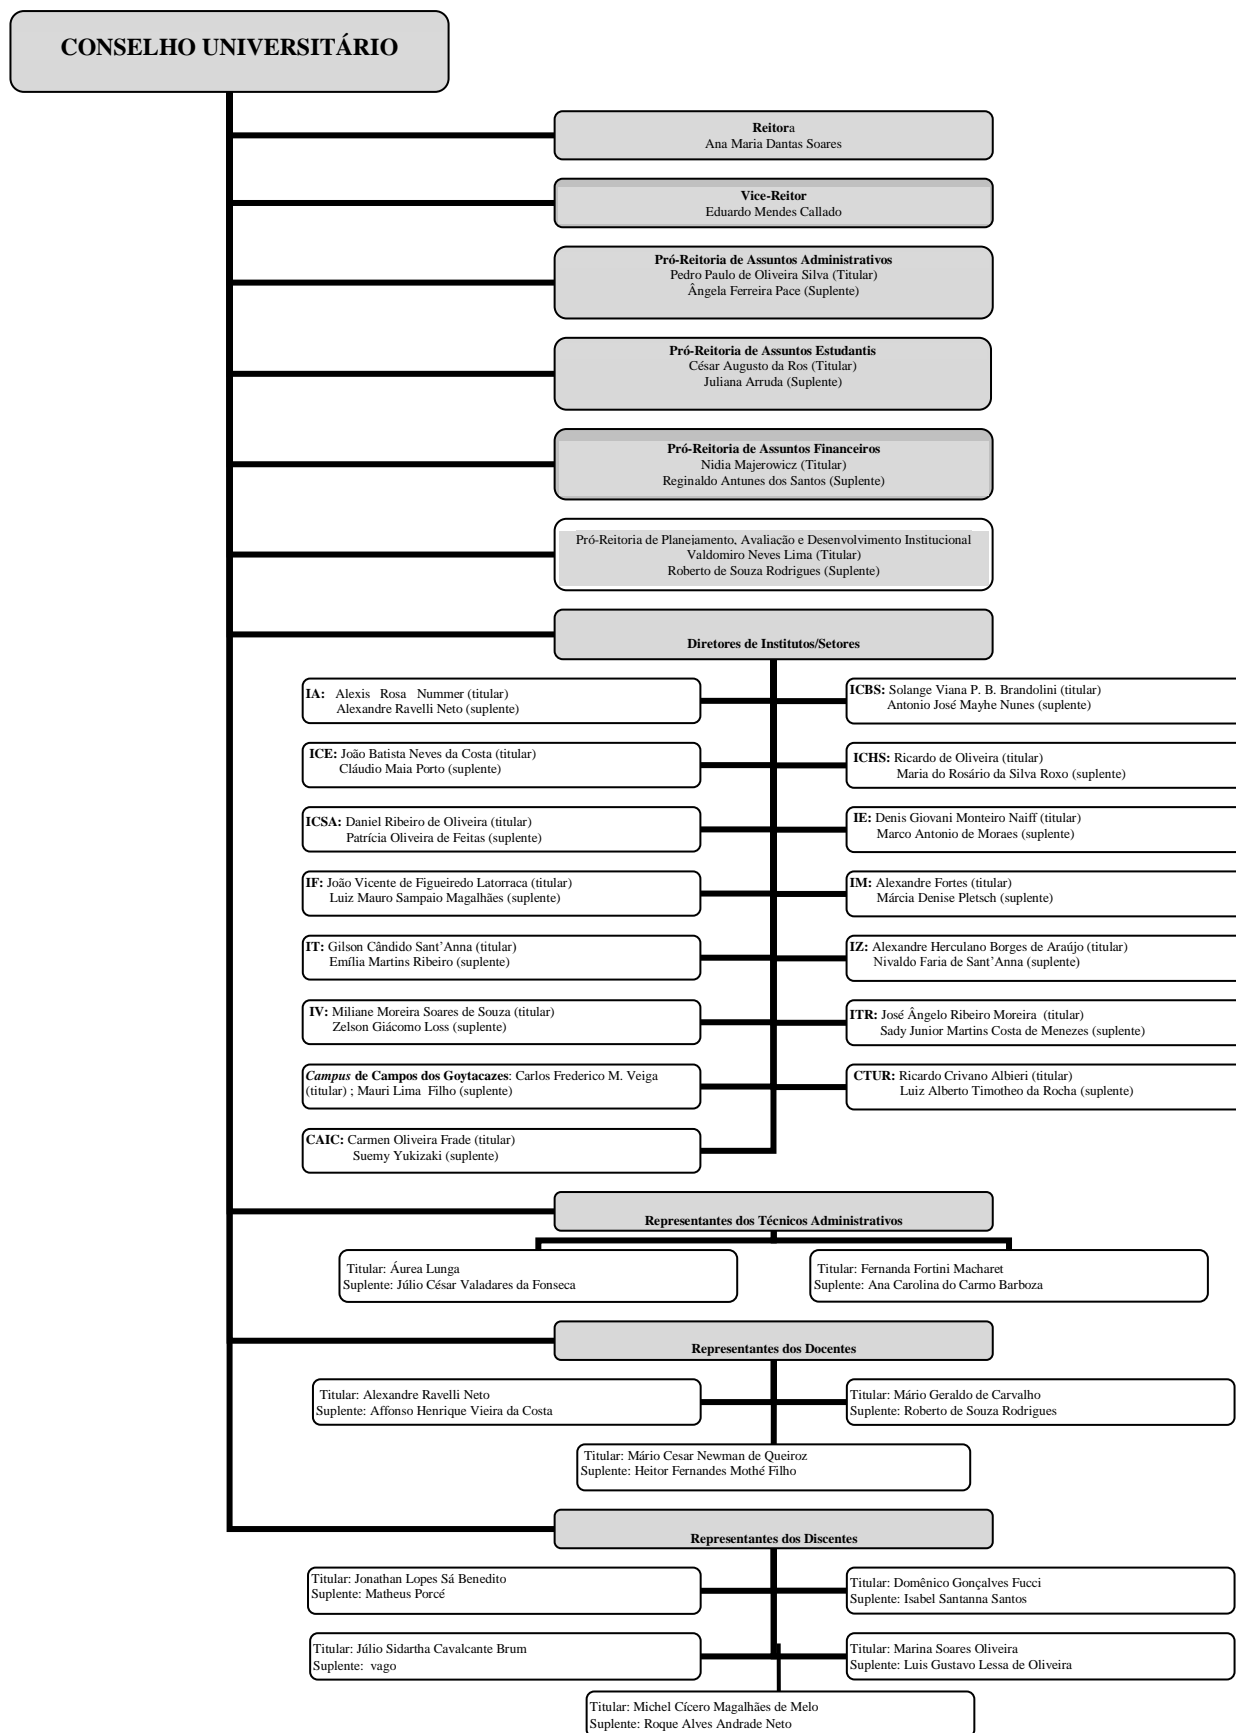 CONSELHO UNIVERSITÁRIO
Reitora
Ana Maria Dantas Soares
Vice-Reitor
Eduardo Mendes Callado
Pró-Reitoria de Assuntos Administrativos
Pedro Paulo de Oliveira Silva (Titular)
Ângela Ferreira Pace (Suplente)
Pró-Reitoria de Assuntos Estudantis
César Augusto da Ros (Titular)
Juliana Arruda (Suplente)
Pró-Reitoria de Assuntos Financeiros
Nidia Majerowicz (Titular)
Reginaldo Antunes dos Santos (Suplente)
Pró-Reitoria de Planejamento, Avaliação e Desenvolvimento Institucional
Valdomiro Neves Lima (Titular)
Roberto de Souza Rodrigues (Suplente)
Diretores de Institutos/Setores
IA: Alexis Rosa Nummer (titular)
Alexandre Ravelli Neto (suplente)
ICBS: Solange Viana P. B. Brandolini (titular)
Antonio José Mayhe Nunes (suplente)
ICE: João Batista Neves da Costa (titular)
Cláudio Maia Porto (suplente)
ICHS: Ricardo de Oliveira (titular)
Maria do Rosário da Silva Roxo (suplente)
ICSA: Daniel Ribeiro de Oliveira (titular)
Patrícia Oliveira de Feitas (suplente)
IE: Denis Giovani Monteiro Naiff (titular)
Marco Antonio de Moraes (suplente)
IF: João Vicente de Figueiredo Latorraca (titular)
Luiz Mauro Sampaio Magalhães (suplente)
IM: Alexandre Fortes (titular)
Márcia Denise Pletsch (suplente)
IT: Gilson Cândido Sant’Anna (titular)
Emília Martins Ribeiro (suplente)
IZ: Alexandre Herculano Borges de Araújo (titular)
Nivaldo Faria de Sant’Anna (suplente)
IV: Miliane Moreira Soares de Souza (titular)
Zelson Giácomo Loss (suplente)
ITR: José Ângelo Ribeiro Moreira (titular)
Sady Junior Martins Costa de Menezes (suplente)
Campus de Campos dos Goytacazes: Carlos Frederico M. Veiga
(titular) ; Mauri Lima Filho (suplente)
CTUR: Ricardo Crivano Albieri (titular)
Luiz Alberto Timotheo da Rocha (suplente)
CAIC: Carmen Oliveira Frade (titular)
Suemy Yukizaki (suplente)
Representantes dos Técnicos Administrativos
Titular: Áurea Lunga
Suplente: Júlio César Valadares da Fonseca
Titular: Fernanda Fortini Macharet
Suplente: Ana Carolina do Carmo Barboza
Representantes dos Docentes
Titular: Alexandre Ravelli Neto
Suplente: Affonso Henrique Vieira da Costa
Titular: Mário Geraldo de Carvalho
Suplente: Roberto de Souza Rodrigues
Titular: Mário Cesar Newman de Queiroz
Suplente: Heitor Fernandes Mothé Filho
Representantes dos Discentes
Titular: Jonathan Lopes Sá Benedito
Suplente: Matheus Porcé
Titular: Domênico Gonçalves Fucci
Suplente: Isabel Santanna Santos
Titular: Júlio Sidartha Cavalcante Brum
Suplente: vago
Titular: Marina Soares Oliveira
Suplente: Luis Gustavo Lessa de Oliveira
Titular: Michel Cícero Magalhães de Melo
Suplente: Roque Alves Andrade Neto